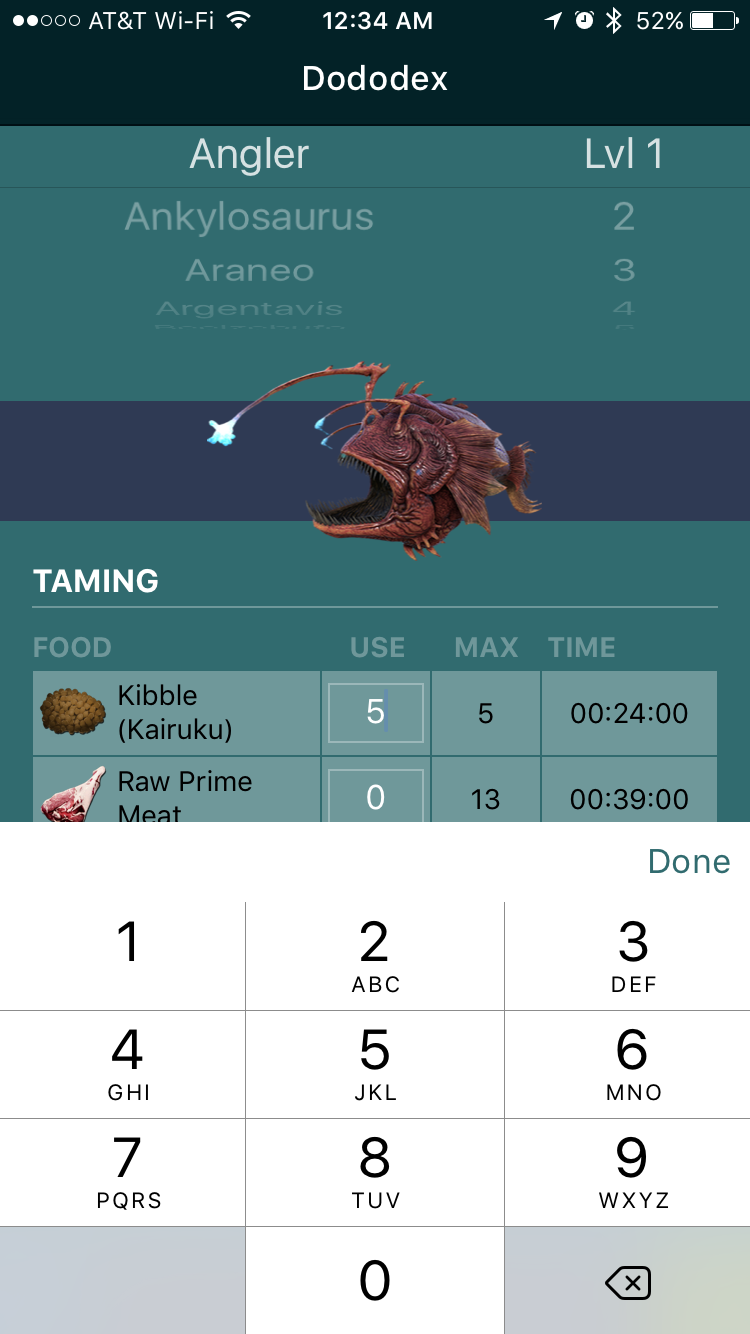 AT&T Wi-Fi 12:34 AM 52%
Dododex
Angler Lvl 1
Ankylosaurus 2
Araneo 3
Argentavis 4
Beelzebufo 5
TAMING
FOOD USE MAX TIME
Kibble
(Kairuku) 5 5 00:24:00
Raw Prime
Meat 0 13 00:39:00
Done
1 2 3
ABC DEF
4 5 6
GHI JKL MNO
7 8 9
PQRS TUV WXYZ
0